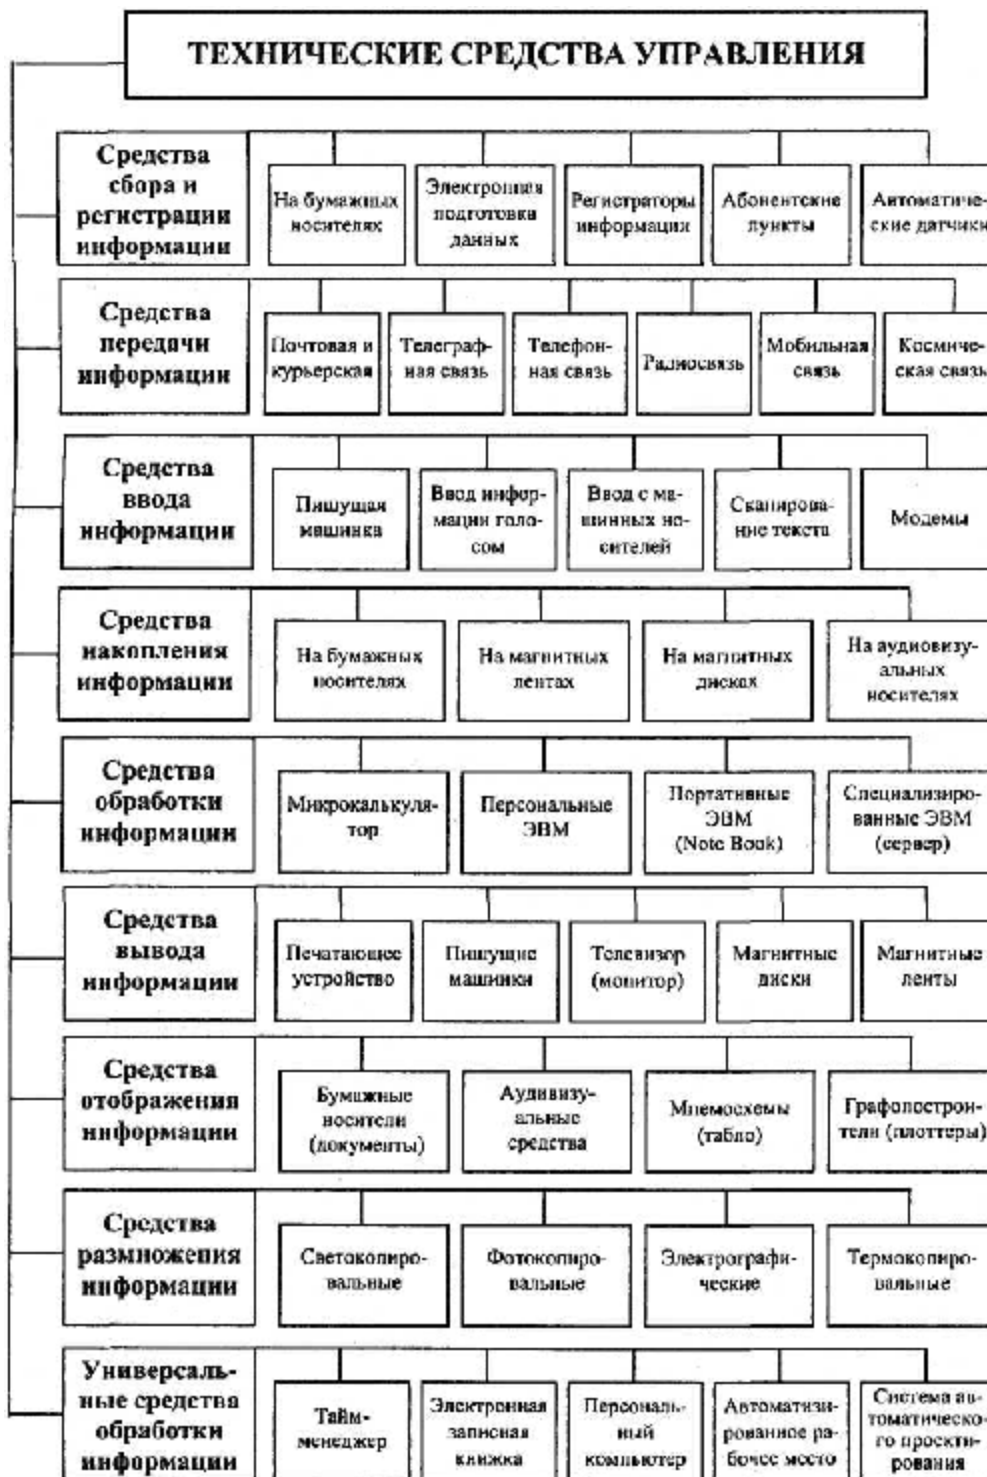 ТЕХНИЧЕСКИЕ СРЕДСТВА УПРАВЛЕНИЯ
Средства
сбора и
регистрации
информации
На бумажных
носителях
Электронная
подготовка
данных
Регистраторы
информация
Абонентские
пункты
Автоматиче-
ские датчики
Средства
передачи
информации
Почтовая и
курьерская
Телеграф-
ная связь
Телефон-
ная связь
Радиосвязь
Мобильная
связь
Космиче-
ская связь
Средства
ввода
информации
Пишущая
машинка
Ввод инфор-
мации голо-
сом
Ввод с ма-
шинных но-
сителей
Сканирова-
ние текста
Модемы
Средства
накопления
информации
На бумажных
носителях
На магнитных
лентах
На магнитных
дисках
На аудиовизу-
альных
носителях
Средства
обработки
информации
Микрокалькуля-
тор
Персональные
ЭВМ
Портативные
ЭВМ
(Note Book)
Специализиро-
ванные ЭВМ
(сервер)
Средства
вывода
информации
Печатающее
устройство
Пишущие
машинки
Телевизор
(монитор)
Магнитные
диски
Магнитные
ленты
Средства
отображения
информации
Бумажные
носители
(документы)
Аудивизу-
альные
средства
Мнемосхемы
(табло)
Графопострои-
тели (плоттеры)
Средства
размножения
информации
Светокопиро-
вальные
Фотокопиро-
вальные
Электрографи-
ческие
Термокопиро-
вальные
Универсаль-
ные средства
обработки
информации
Тайм-
менеджер
Электронная
записная
книжка
Персональ-
ный
компьютер
Автоматизи-
рованное ра-
бочее место
Система ав-
томатическо-
го проекти-
рования